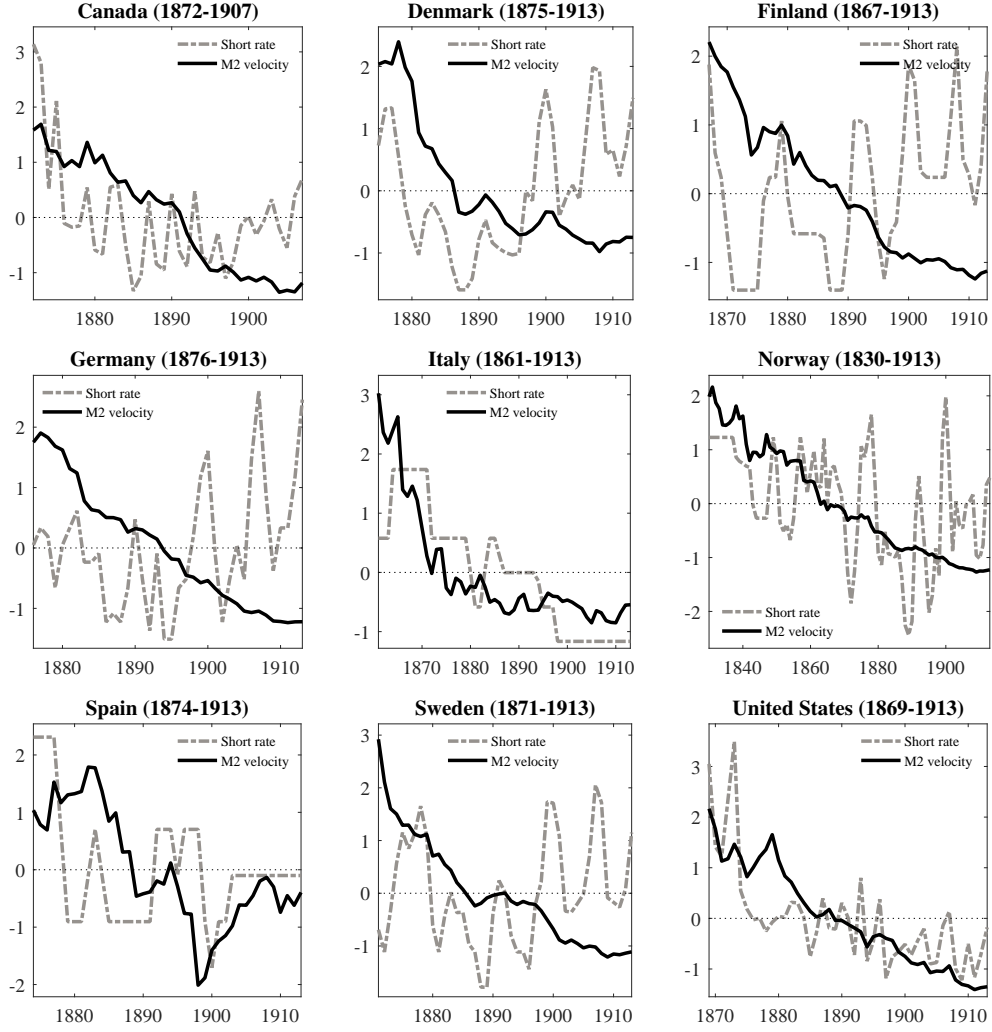 Canada (1872-1907)
Short rate
M2 velocity
3
2
1
0
-1
1880 1890 1900
Denmark (1875-1913)
Short rate
M2 velocity
2
1
0
-1
1880 1890 1900 1910
Finland (1867-1913)
Short rate
M2 velocity
2
1
0
-1
1870 1880 1890 1900 1910
Germany (1876-1913)
Short rate
M2 velocity
2
1
0
-1
1880 1890 1900 1910
Italy (1861-1913)
Short rate
M2 velocity
3
2
1
0
-1
1870 1880 1890 1900 1910
Norway (1830-1913)
2
1
0
-1
-2
Short rate
M2 velocity
1840 1860 1880 1900
Spain (1874-1913)
Short rate
M2 velocity
2
1
0
-1
-2
1880 1890 1900 1910
Sweden (1871-1913)
Short rate
M2 velocity
2
1
0
-1
1880 1890 1900 1910
United States (1869-1913)
Short rate
M2 velocity
3
2
1
0
-1
1870 1880 1890 1900 1910